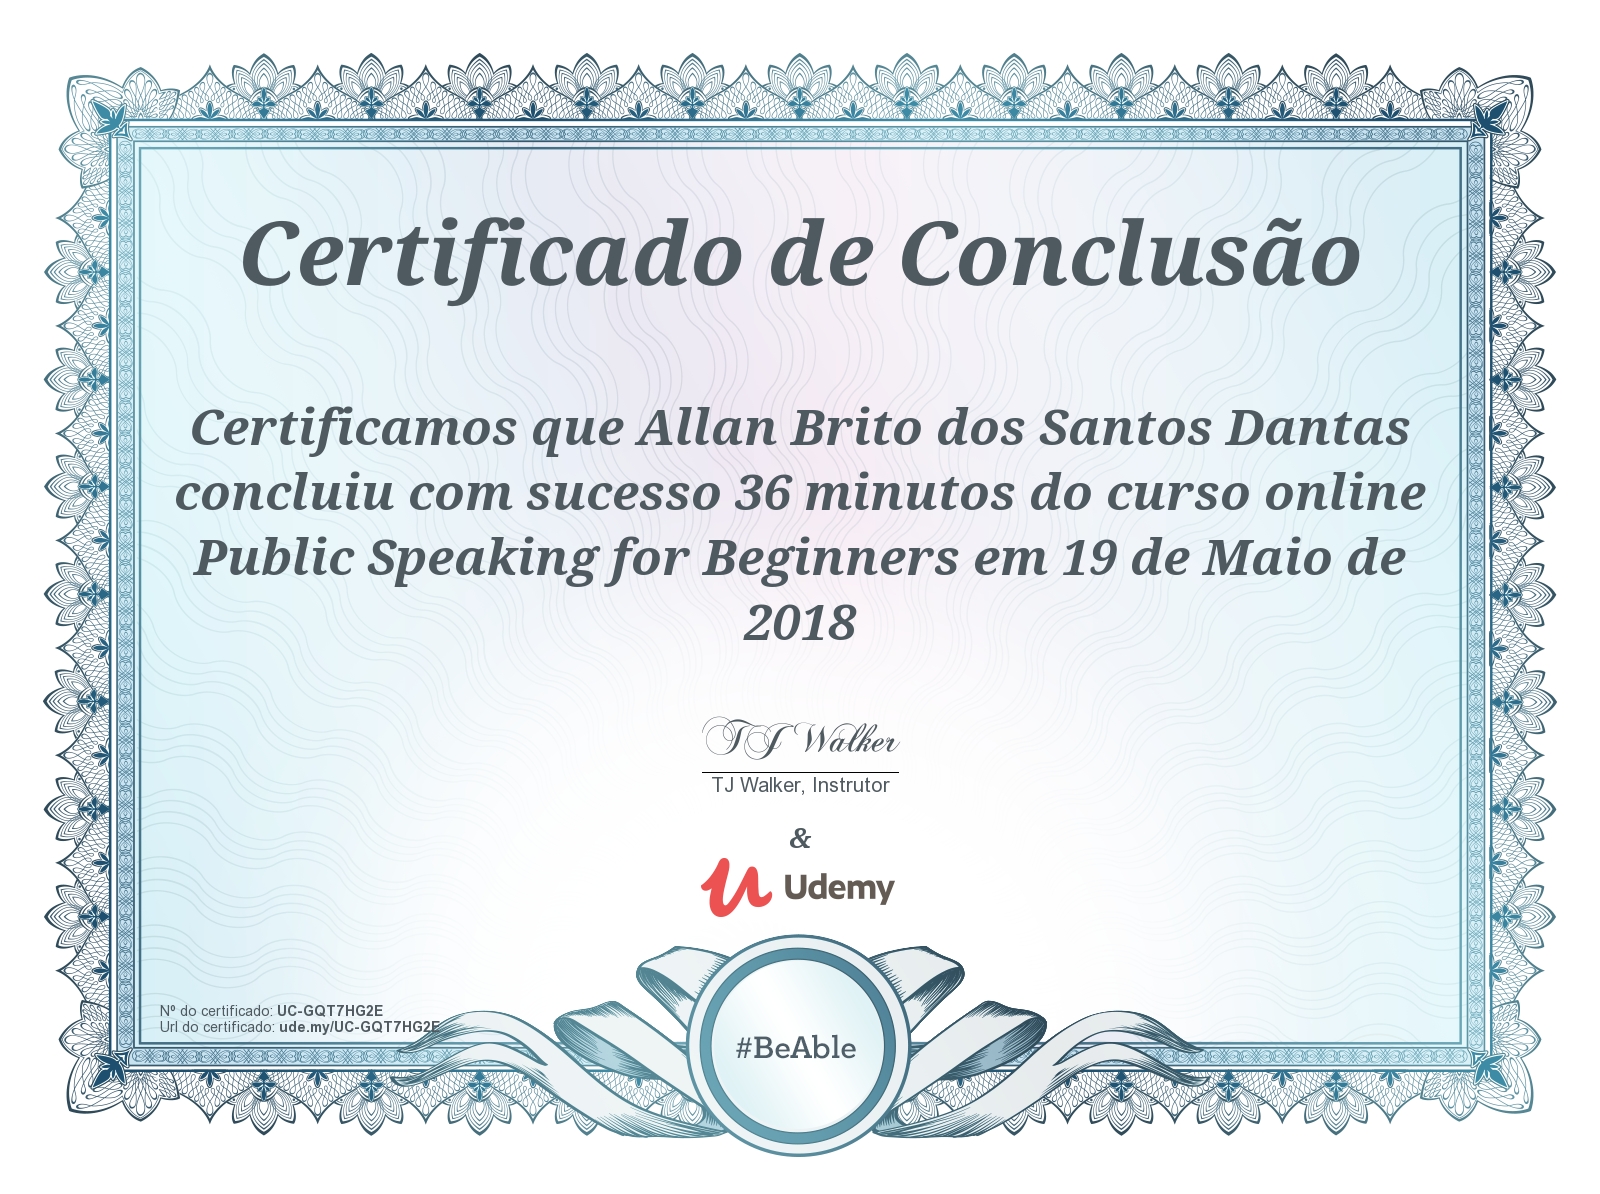 Certificado de Conclusão
Certificamos que Allan Brito dos Santos Dantas
concluiu com sucesso 36 minutos do curso online
Public Speaking for Beginners em 19 de Maio de
2018
TJ Walker
TJ Walker, Instrutor
&
Udemy
Nº do certificado: UC-GQT7HG2E
Url do certificado: ude.my/UC-GQT7HG2E
#BeAble